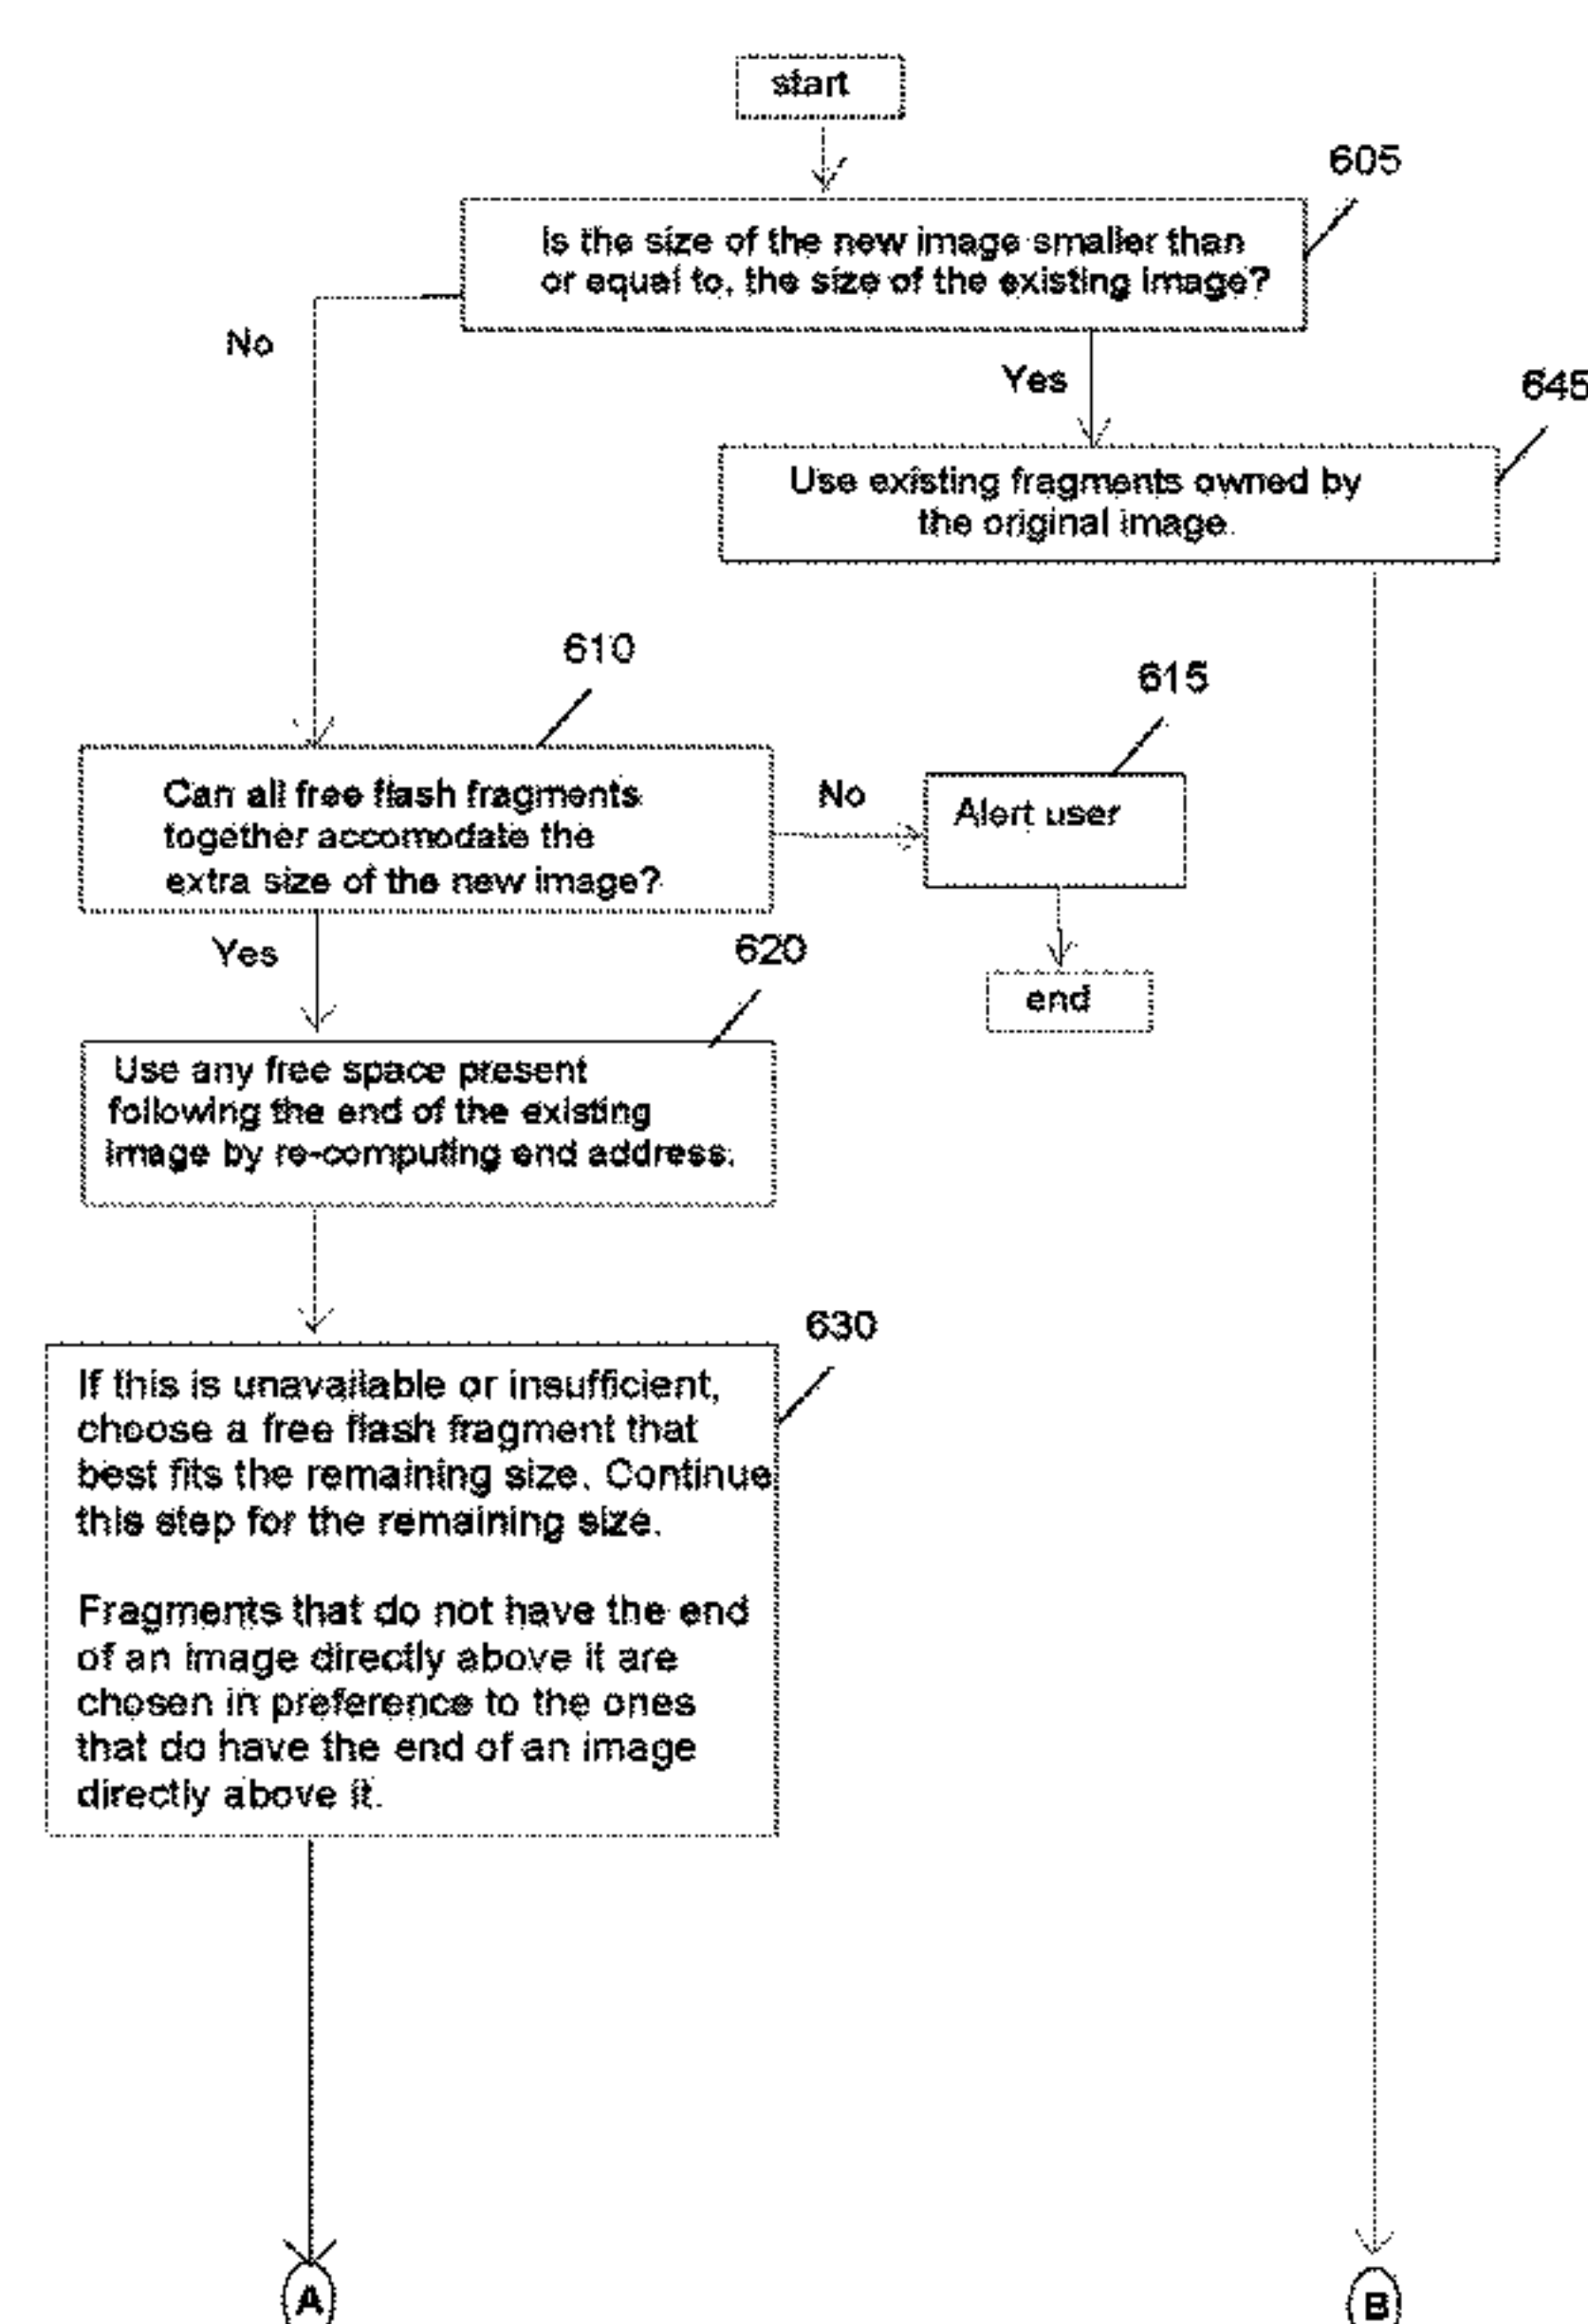 start
605
Is the size of the new image smaller than
or equal to, the size of the existing image?
No
Yes
645
Use existing fragments owned by
the original image.
610
615
Can all free flash fragments
together accomodate the
extra size of the new image?
No
Alert user
Yes
620
end
Use any free space present
following the end of the existing
image by re-computing end address.
630
If this is unavailable or insufficient,
choose a free flash fragment that
best fits the remaining size. Continue
this step for the remaining size.
Fragments that do not have the end
of an image directly above it are
chosen in preference to the ones
that do have the end of an image
directly above it.
A
B